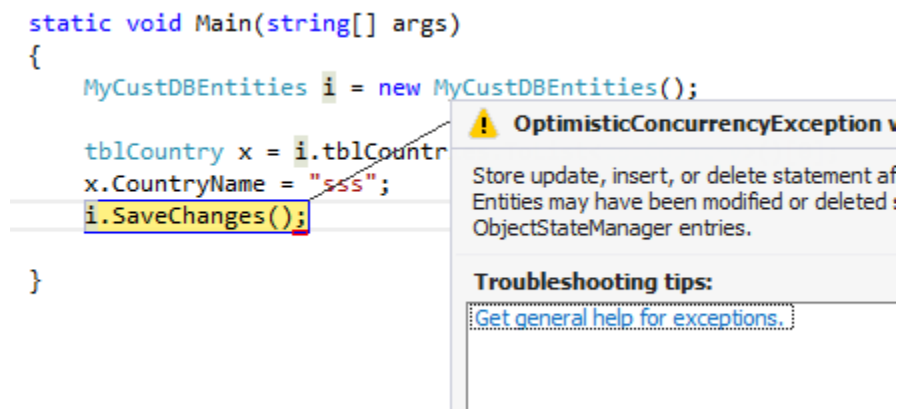 static void Main(string[] args)
{
MyCustDBEntities i = new MyCustDBEntities();
tblCountry x = i.tblCountr
x.CountryName = "sss";
i.SaveChanges();
}
OptimisticConcurrencyException
Store update, insert, or delete statement
Entities may have been modified or deleted
ObjectStateManager entries.
Troubleshooting tips:
Get general help for exceptions.